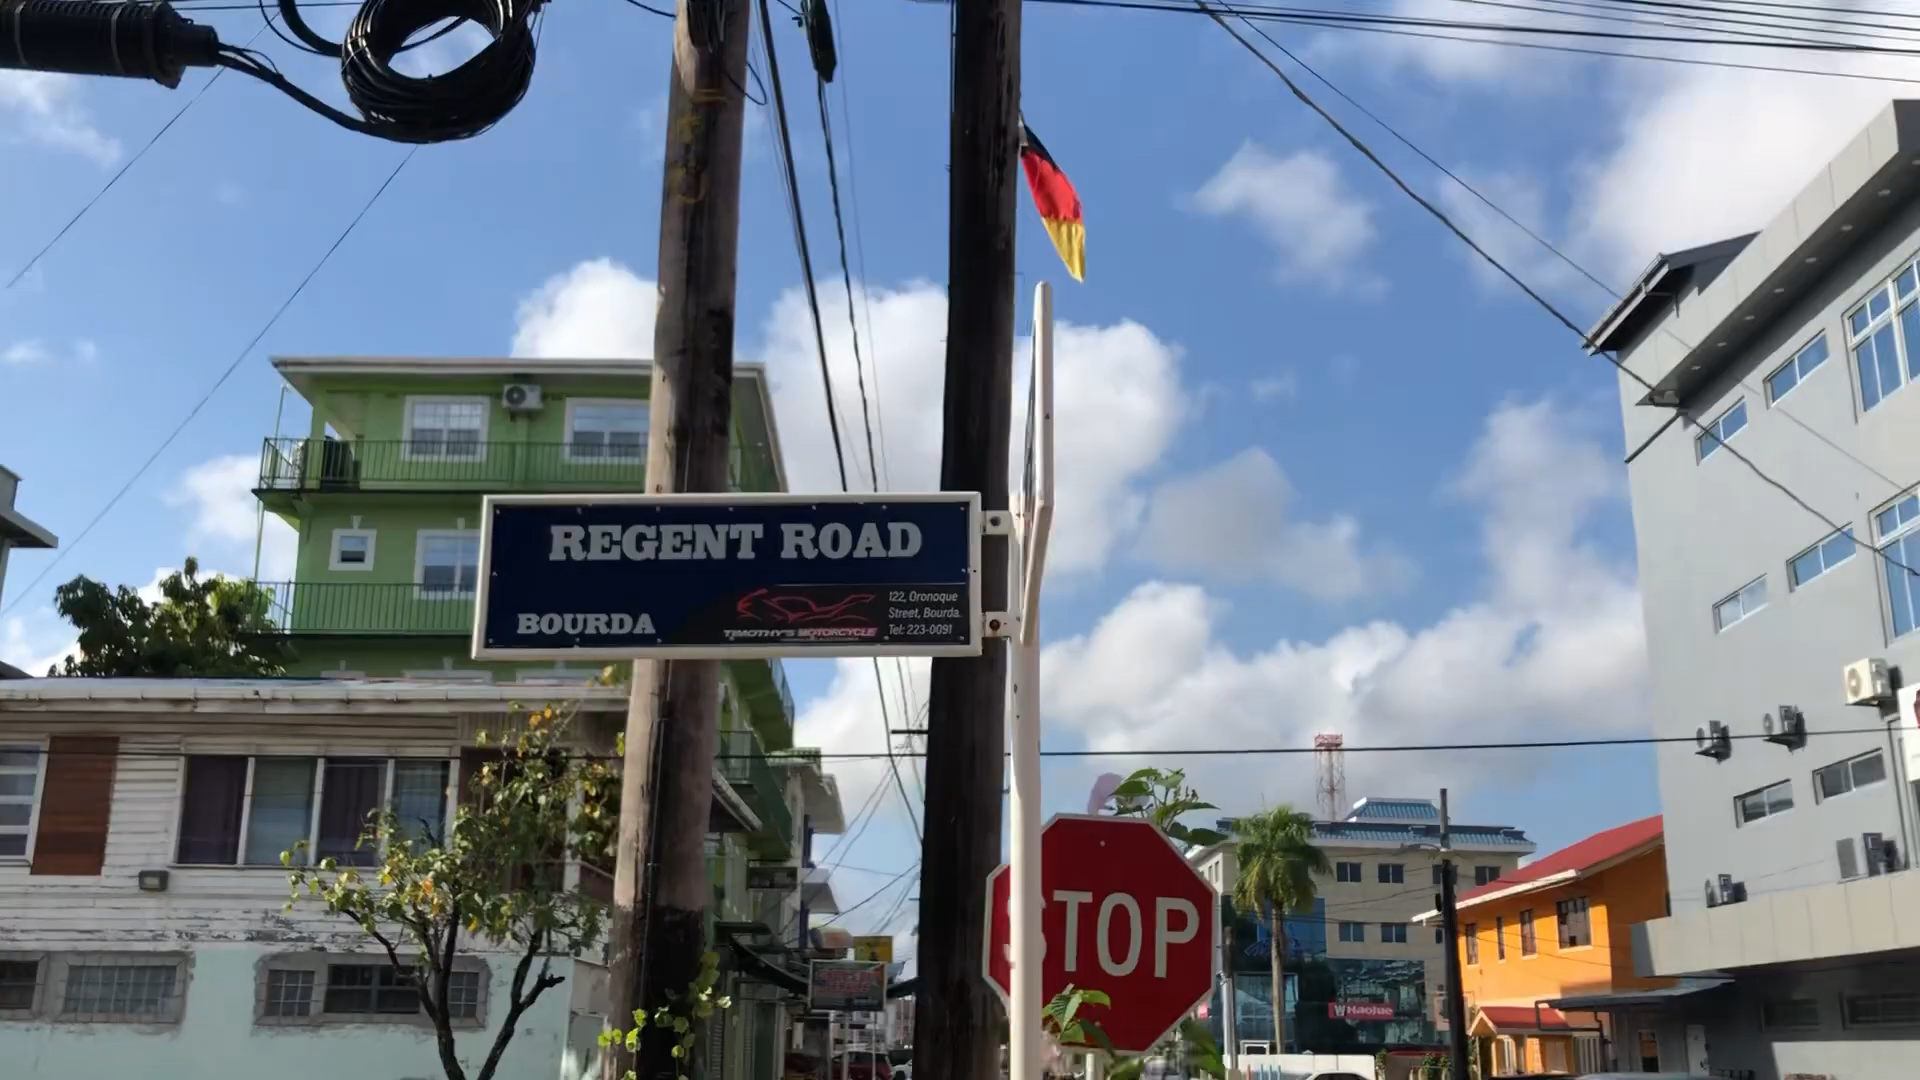 REGENT ROAD
BOURDA
TIMOTHY'S MOTORCYCLE
122, Oronoque
Street, Bourda.
Tel: 223-0091
STOP
Haojue